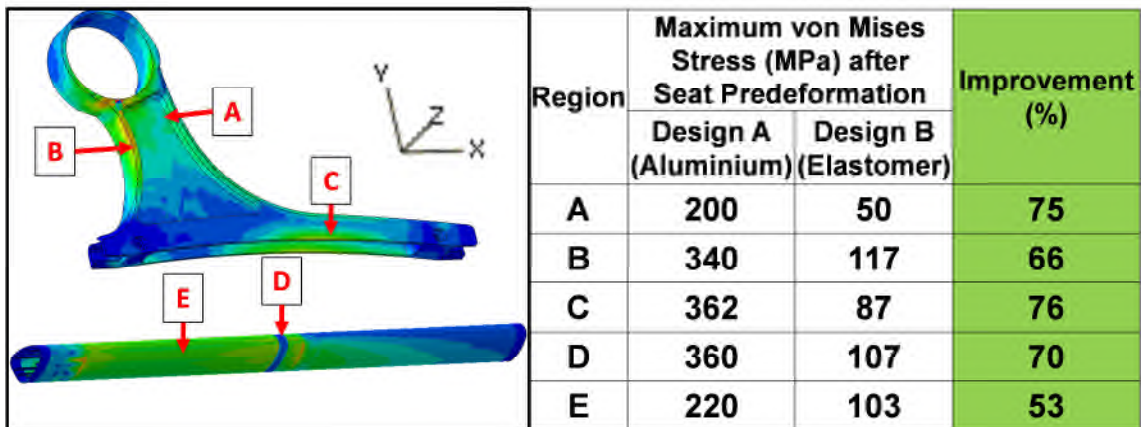 A
B
C
Y
Z
X
E
D
Region
Maximum von Mises
Stress (MPa) after
Seat Predeformation
Improvement
(%)
Design A
(Aluminium)
Design B
(Elastomer)
A 200 50 75
B 340 117 66
C 362 87 76
D 360 107 70
E 220 103 53